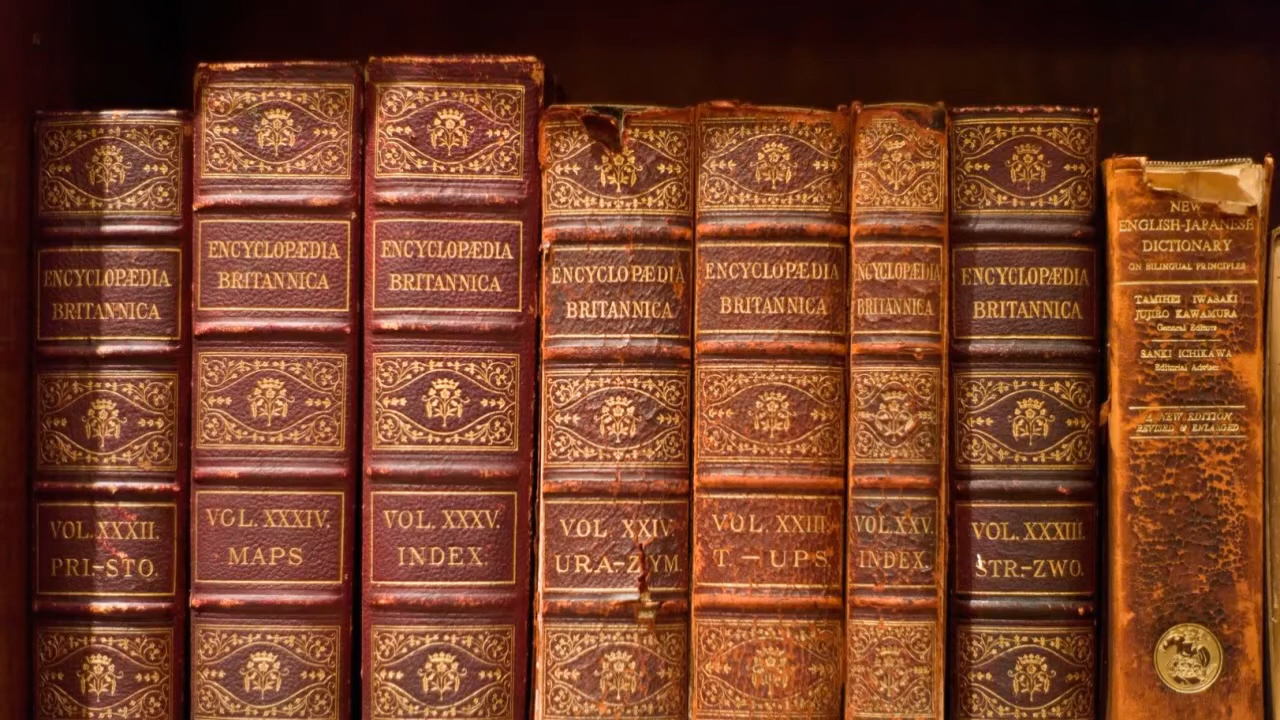 ENCYCLOPÆDIA
BRITANNICA
VOL. XXXII.
PRI-STO.
ENCYCLOPÆDIA
BRITANNICA
VOL. XXXIV.
MAPS
ENCYCLOPÆDIA
BRITANNICA
VOL. XXXV.
INDEX.
ENCYCLOPÆDIA
BRITANNICA
VOL XXIV.
URA-ZYM.
ENCYCLOPÆDIA
BRITANNICA
VOL. XXIII.
T.-UPS
ENCYCLOPÆDIA
BRITANNICA
VOL. XXV.
INDEX.
ENCYCLOPÆDIA
BRITANNICA
VOL. XXXIII.
STR-ZWO.
NEW
ENGLISH-JAPANESE
DICTIONARY
ON BILINGUAL PRINCIPLES
TAMIHEI IWASAKI
JUJIRO KAWAMURA
General Editors
SANKI ICHIKAWA
Editorial Adviser
A NEW EDITION
REVISED & ENLARGED